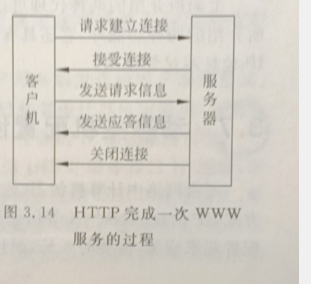 请求建立连接
接受连接
发送请求信息
发送应答信息
关闭连接
客户机
服务器
图 3.14 HTTP 完成一次 WWW
服务的过程